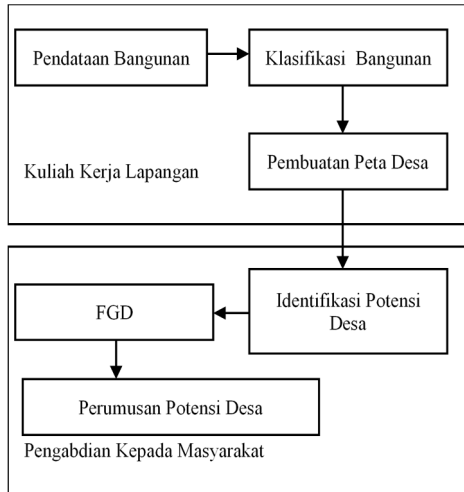 Pendataan Bangunan
Klasifikasi Bangunan
Pembuatan Peta Desa
Kuliah Kerja Lapangan
Identifikasi Potensi
Desa
FGD
Perumusan Potensi Desa
Pengabdian Kepada Masyarakat